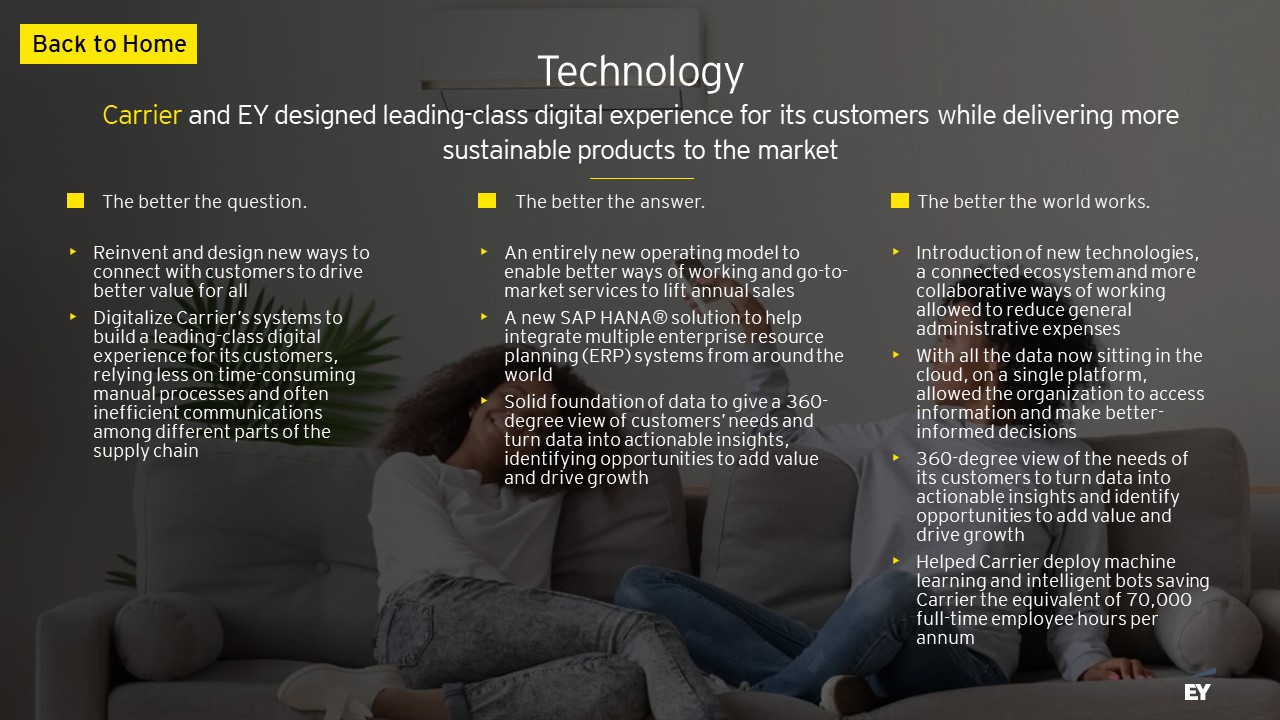 Back to Home
Technology
Carrier and EY designed leading-class digital experience for its customers while delivering more
sustainable products to the market
The better the question.
Reinvent and design new ways to
connect with customers to drive
better value for all
Digitalize Carrier’s systems to
build a leading-class digital
experience for its customers,
relying less on time-consuming
manual processes and often
inefficient communications
among different parts of the
supply chain
The better the answer.
An entirely new operating model to
enable better ways of working and go-to-
market services to lift annual sales
A new SAP HANA® solution to help
integrate multiple enterprise resource
planning (ERP) systems from around the
world
Solid foundation of data to give a 360-
degree view of customers’ needs and
turn data into actionable insights,
identifying opportunities to add value
and drive growth
The better the world works.
Introduction of new technologies,
a connected ecosystem and more
collaborative ways of working
allowed to reduce general
administrative expenses
With all the data now sitting in the
cloud, on a single platform,
allowed the organization to access
information and make better-
informed decisions
360-degree view of the needs of
its customers to turn data into
actionable insights and identify
opportunities to add value and
drive growth
Helped Carrier deploy machine
learning and intelligent bots saving
Carrier the equivalent of 70,000
full-time employee hours per
annum
EY